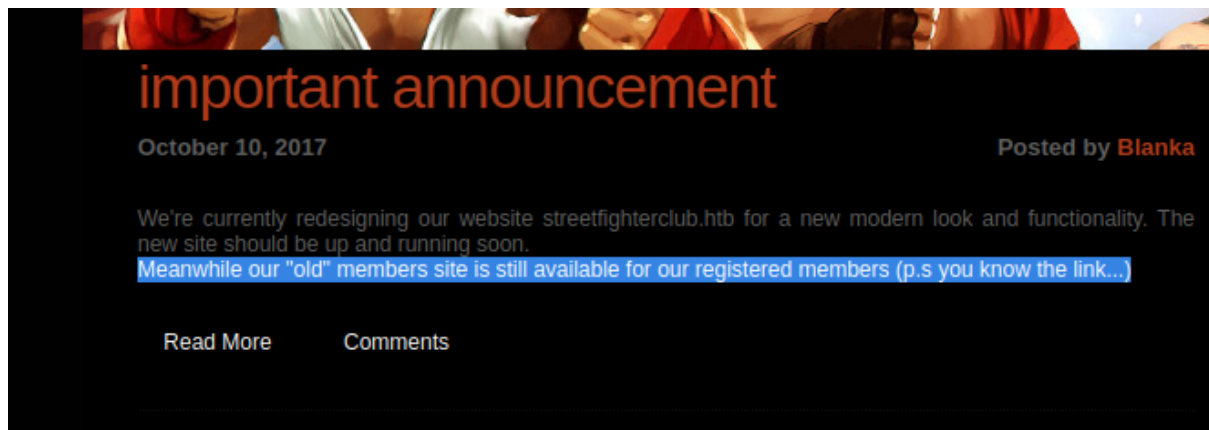 important announcement
October 10, 2017 Posted by Blanka
We're currently redesigning our website streetfighterclub.htb for a new modern look and functionality. The
new site should be up and running soon.
Meanwhile our "old" members site is still available for our registered members (p.s you know the link...)
Read More Comments